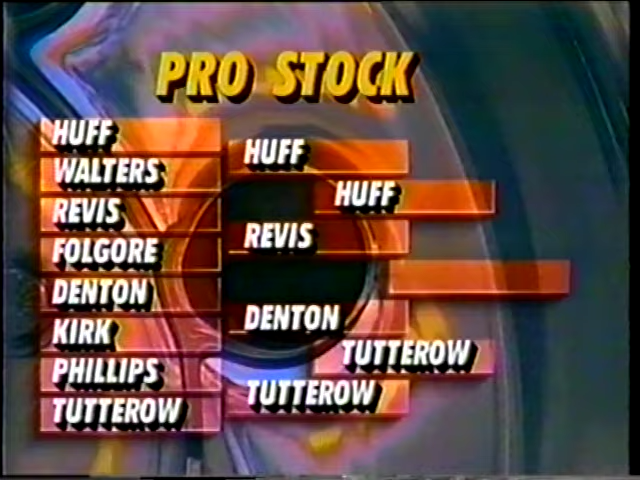 PRO STOCK
HUFF
WALTERS
REVIS
FOLGORE
DENTON
KIRK
PHILLIPS
TUTTEROW
HUFF
REVIS
DENTON
TUTTEROW
HUFF
TUTTEROW